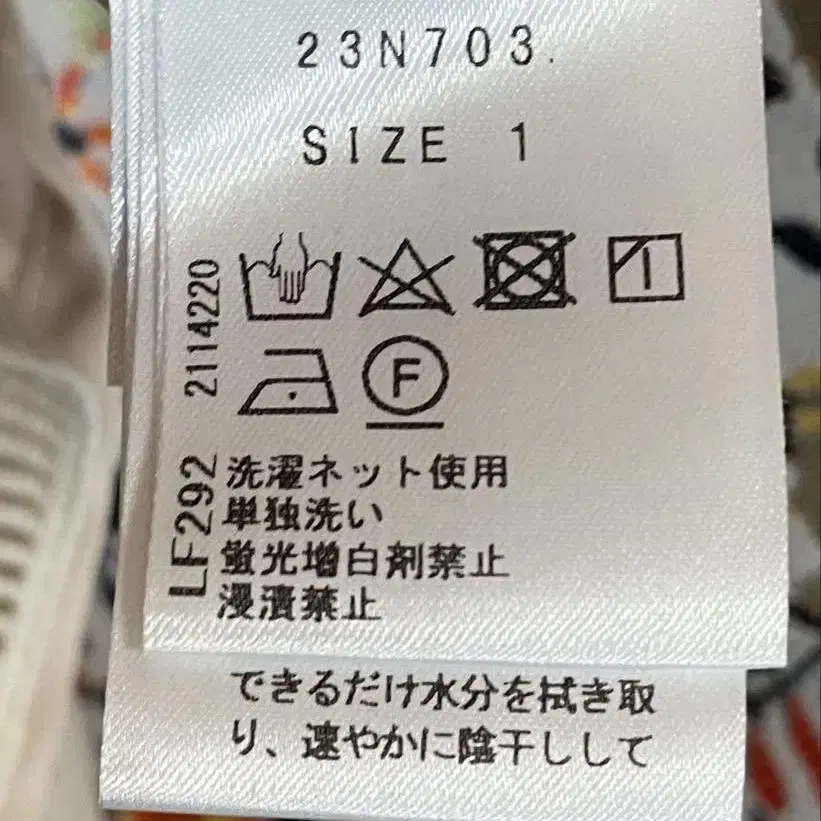 23N703.
SIZE 1
2114220
F
LF292
洗濯ネット使用
単独洗い
蛍光増白剤禁止
浸漬禁止
できるだけ水分を拭き取
り、速やかに陰干しして